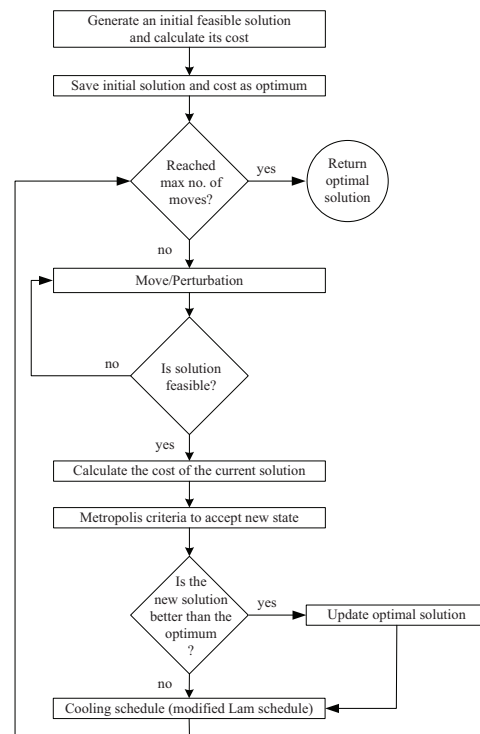 Generate an initial feasible solution
and calculate its cost
Save initial solution and cost as optimum
Reached
max no. of
moves?
yes
Return
optimal
solution
no
Move/Perturbation
no
Is solution
feasible?
yes
Calculate the cost of the current solution
Metropolis criteria to accept new state
Is the
new solution
better than the
optimum
?
yes
Update optimal solution
no
Cooling schedule (modified Lam schedule)